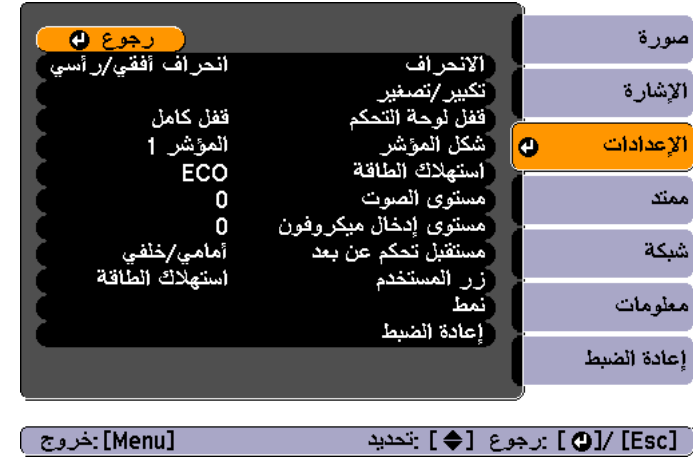 صورة
الإشارة
الإعدادات
ممتد
شبكة
معلومات
إعادة الضبط
رجوع
الانحراف انحراف أفقي/رأسي
تكبير/تصغير
قفل لوحة التحكم قفل كامل
شكل المؤشر المؤشر 1
استهلاك الطاقة ECO
مستوى الصوت 0
مستوى إدخال ميكروفون 0
مستقبل تحكم عن بعد أمامي/خلفي
زر المستخدم استهلاك الطاقة
نمط
إعادة الضبط
[Esc] /[ ] :رجوع [ ] :تحديد [Menu]:خروج